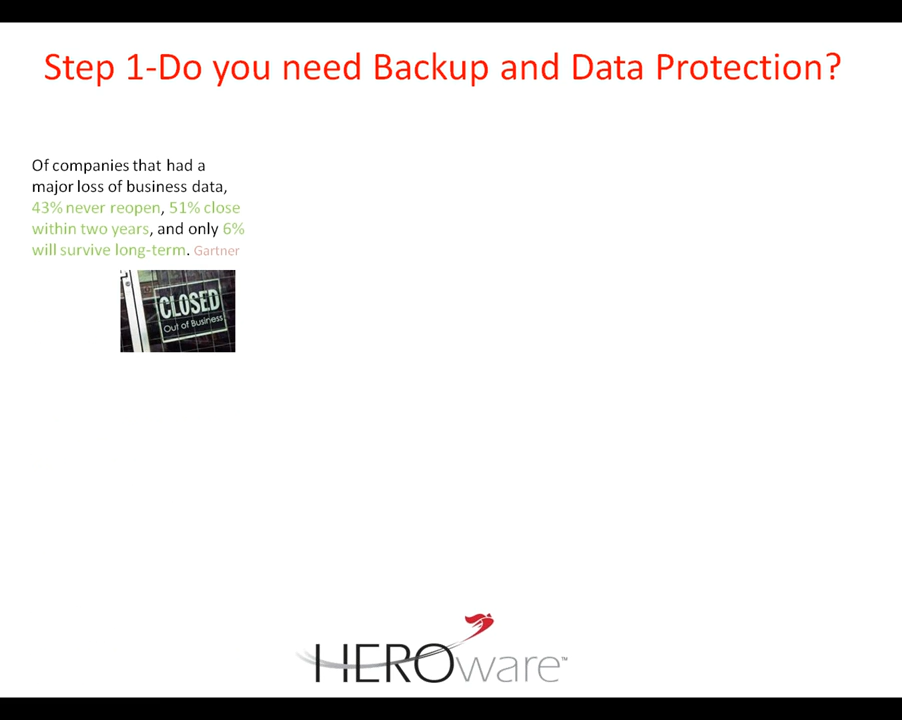 Step 1-Do you need Backup and Data Protection?
Of companies that had a
major loss of business data,
43% never reopen, 51% close
within two years, and only 6%
will survive long-term. Gartner
CLOSED
Out of Business
HEROware™